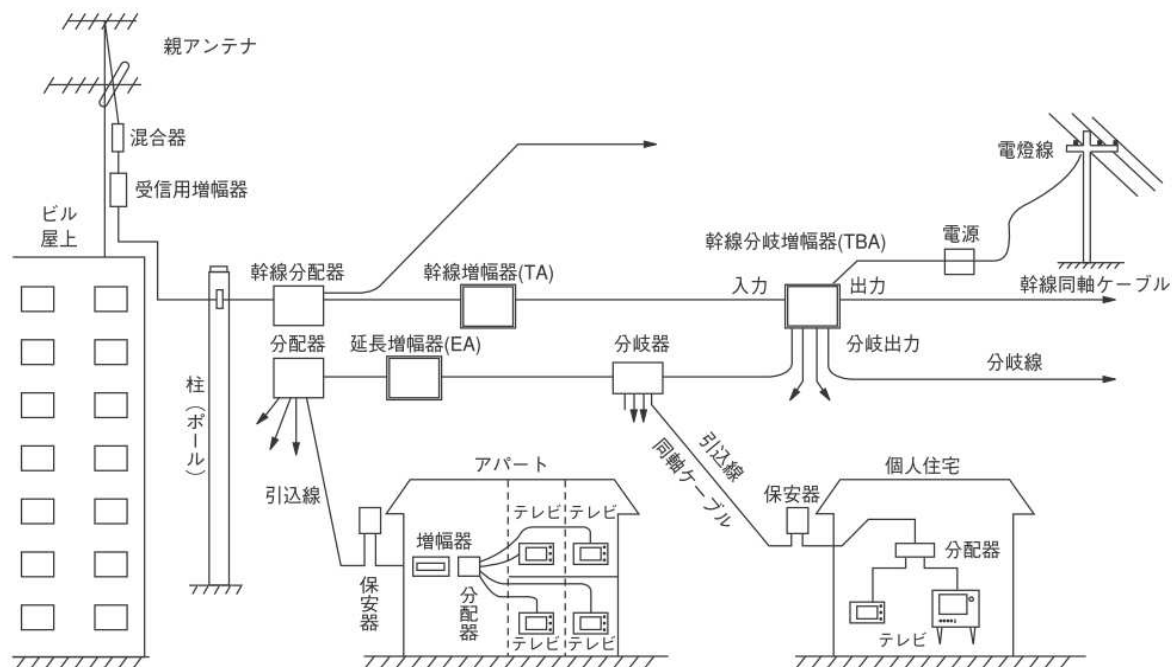 親アンテナ
混合器
受信用増幅器
ビル
屋上
電燈線
幹線分岐増幅器(TBA)
電源
幹線分配器
幹線増幅器(TA)
入力
出力
幹線同軸ケーブル
分配器
延長増幅器(EA)
分岐器
分岐出力
分岐線
柱(ポール)
引込線
引込線
同軸ケーブル
アパート
個人住宅
保安器
テレビ
テレビ
増幅器
分配器
保安器
分配器
テレビ
テレビ
テレビ